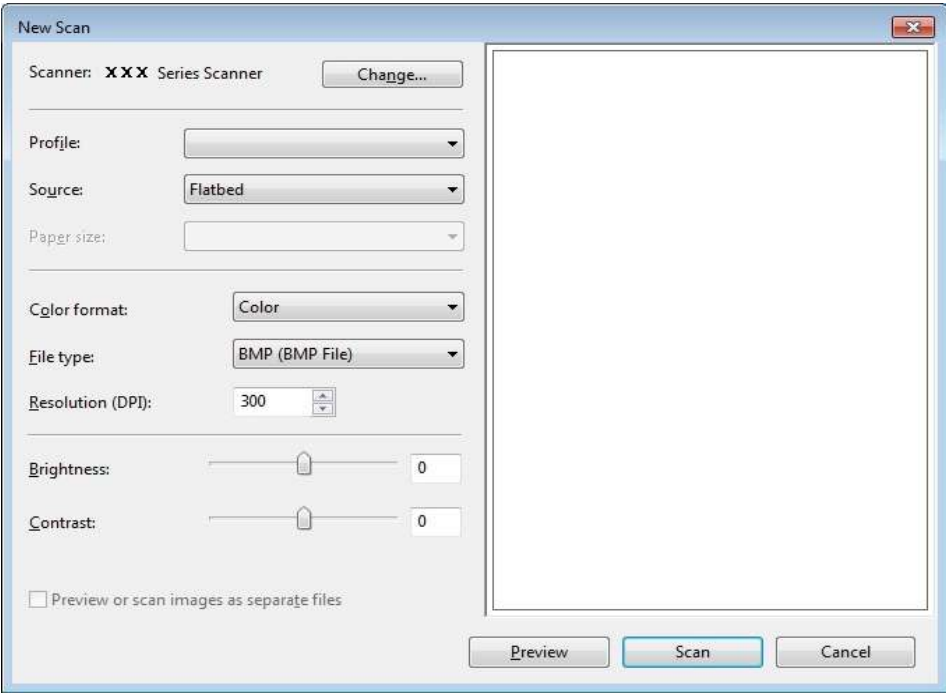 New Scan
Scanner: XXX Series Scanner Change...
Profile:
Source: Flatbed
Paper size:
Color format: Color
File type: BMP (BMP File)
Resolution (DPI): 300
Brightness: 0
Contrast: 0
Preview or scan images as separate files
Preview Scan Cancel